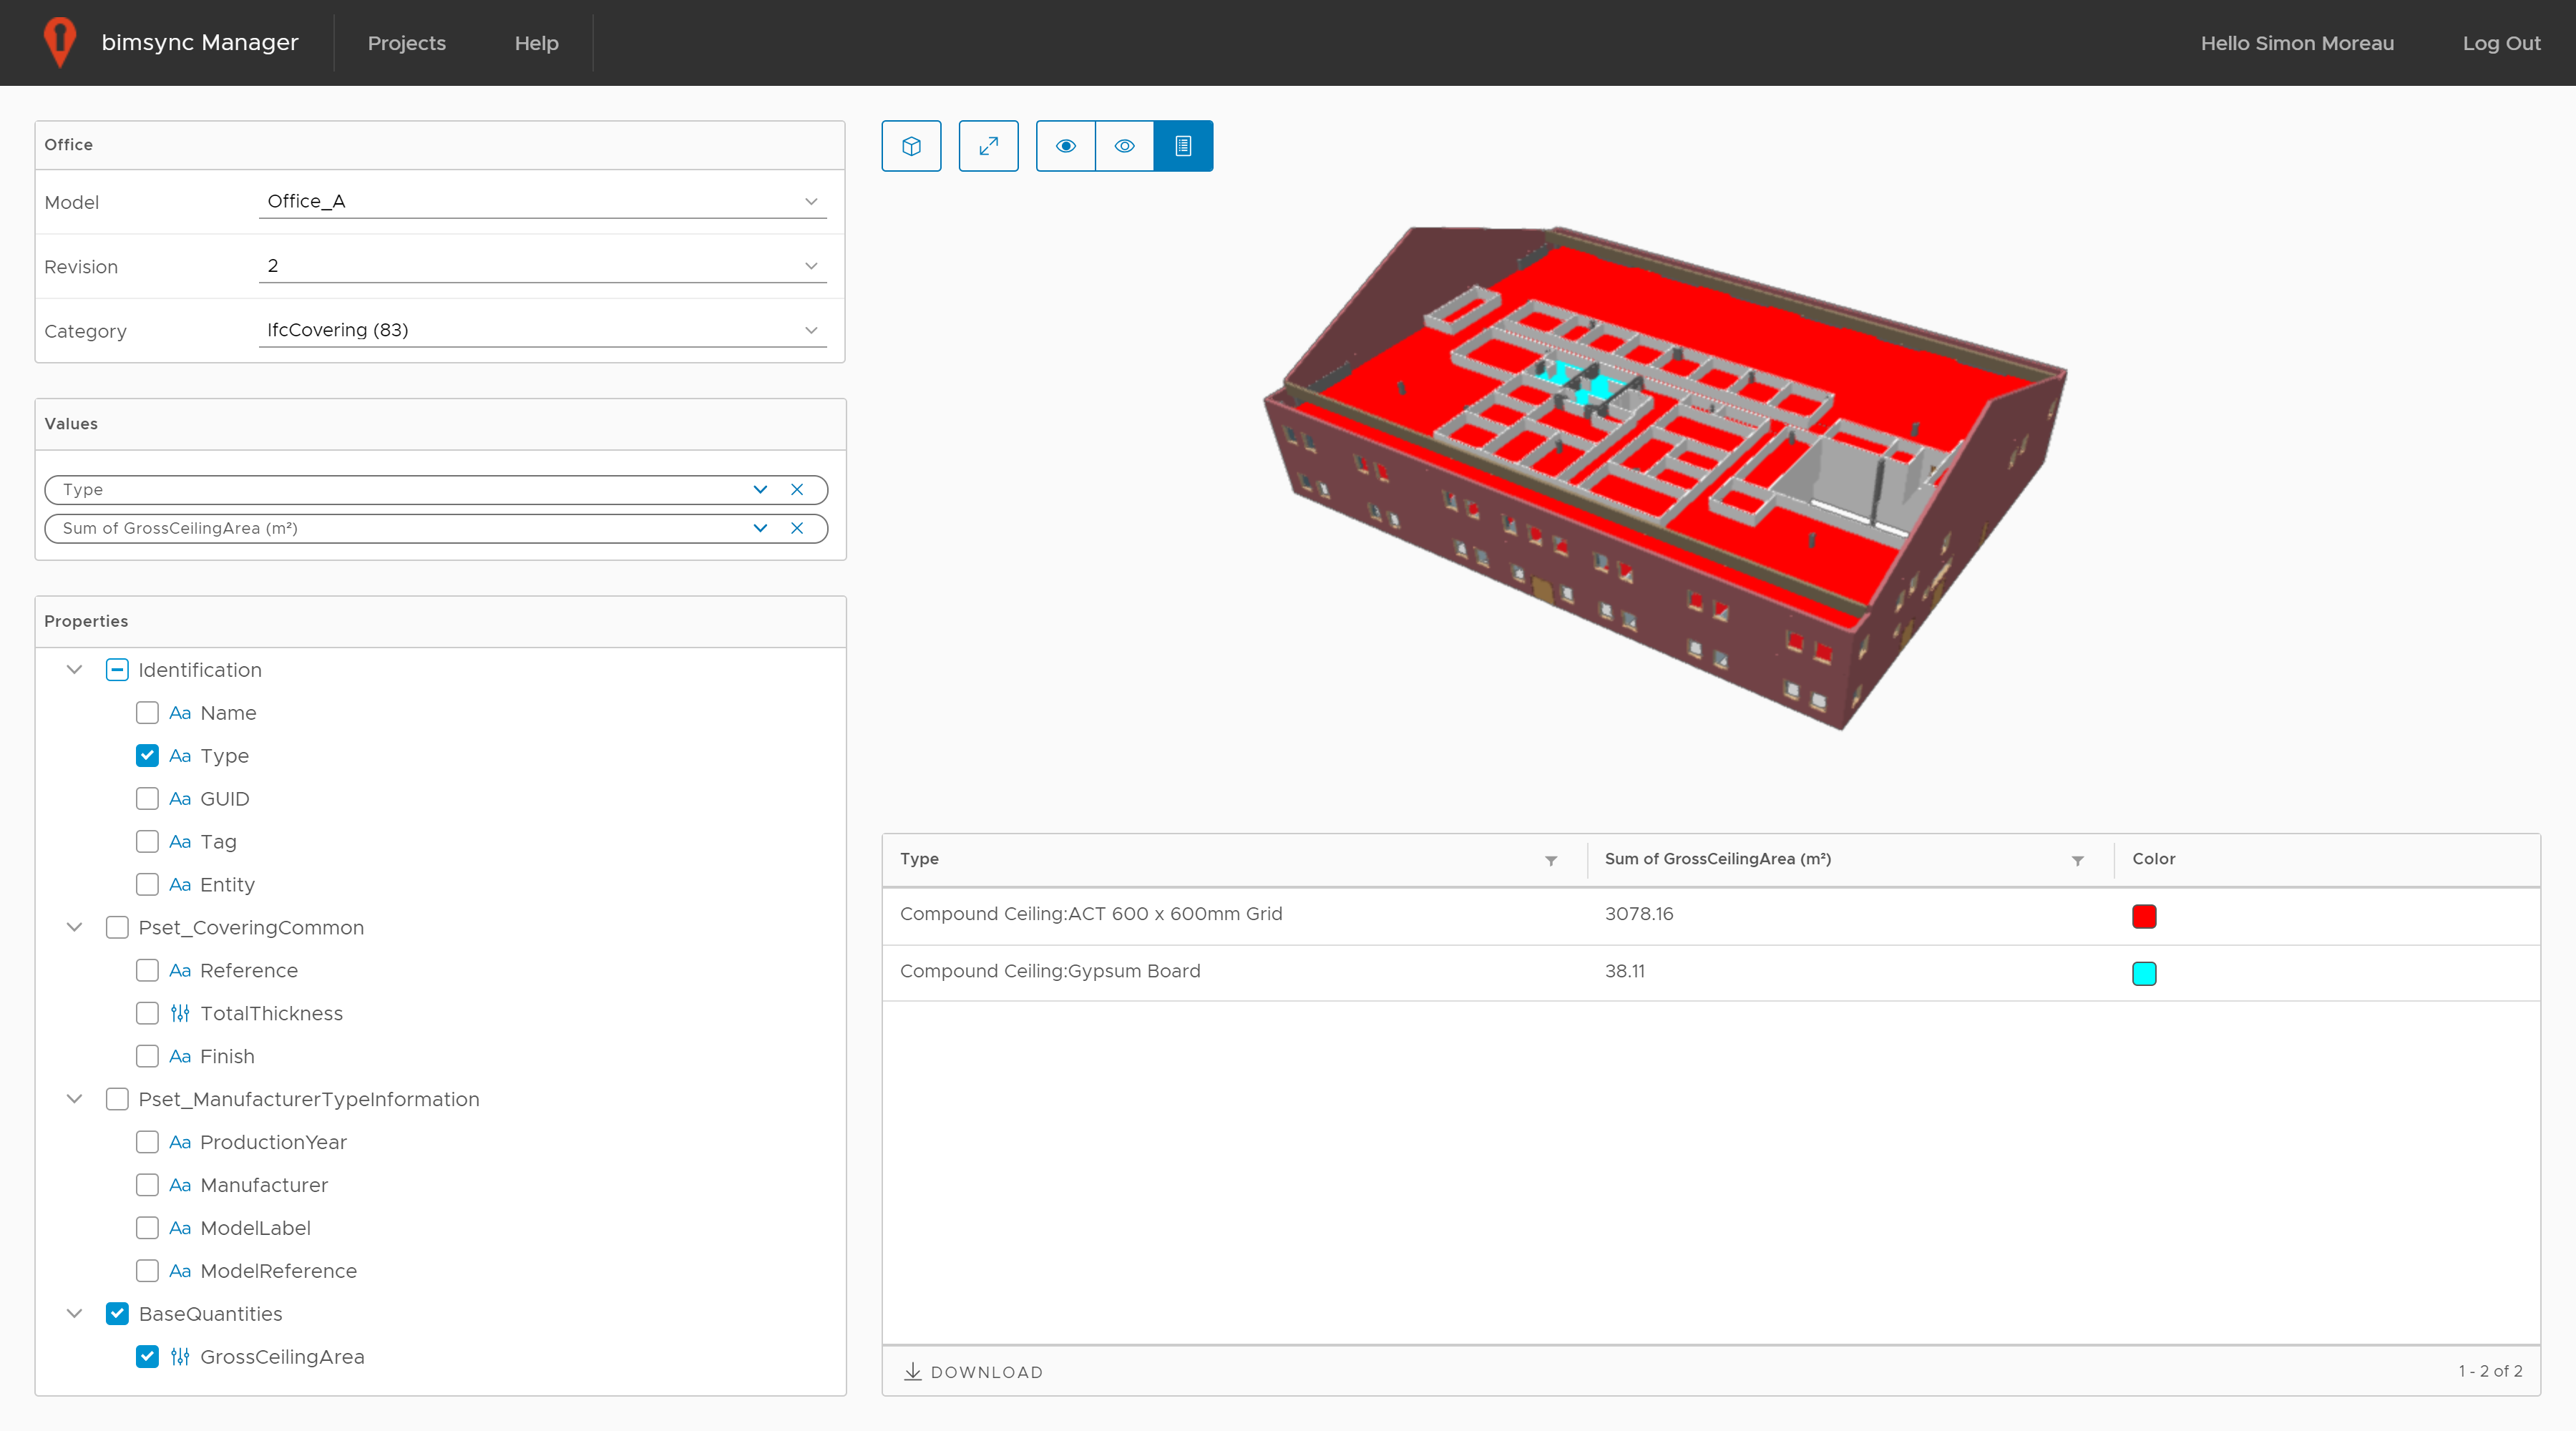 bimsync Manager
Projects
Help
Hello Simon Moreau
Log Out
Office
Model
Office_A
Revision
2
Category
IfcCovering (83)
Values
Type
Sum of GrossCeilingArea (m²)
Properties
Identification
Aa Name
Aa Type
Aa GUID
Aa Tag
Aa Entity
Pset_CoveringCommon
Aa Reference
TotalThickness
Aa Finish
Pset_ManufacturerTypeInformation
Aa ProductionYear
Aa Manufacturer
Aa ModelLabel
Aa ModelReference
BaseQuantities
GrossCeilingArea
Type Sum of GrossCeilingArea (m²) Color
Compound Ceiling:ACT 600 x 600mm Grid 3078.16
Compound Ceiling:Gypsum Board 38.11
DOWNLOAD
1 - 2 of 2